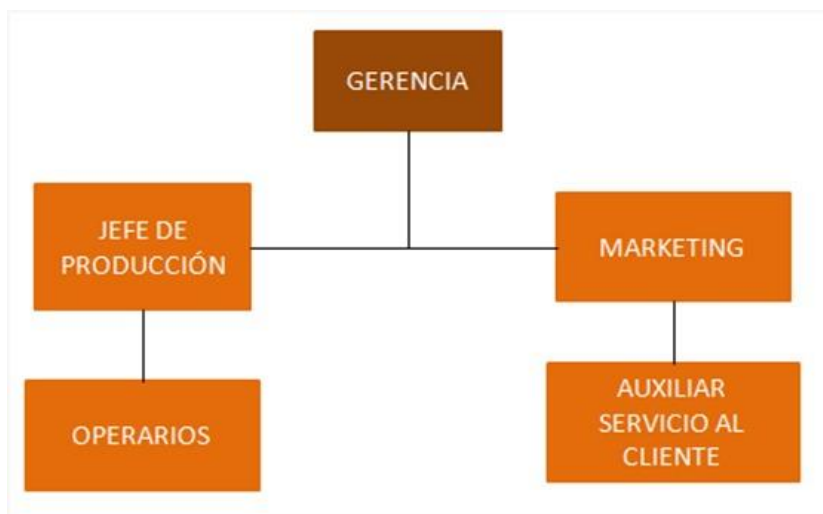 GERENCIA
JEFE DE
PRODUCCIÓN
MARKETING
OPERARIOS
AUXILIAR
SERVICIO AL
CLIENTE